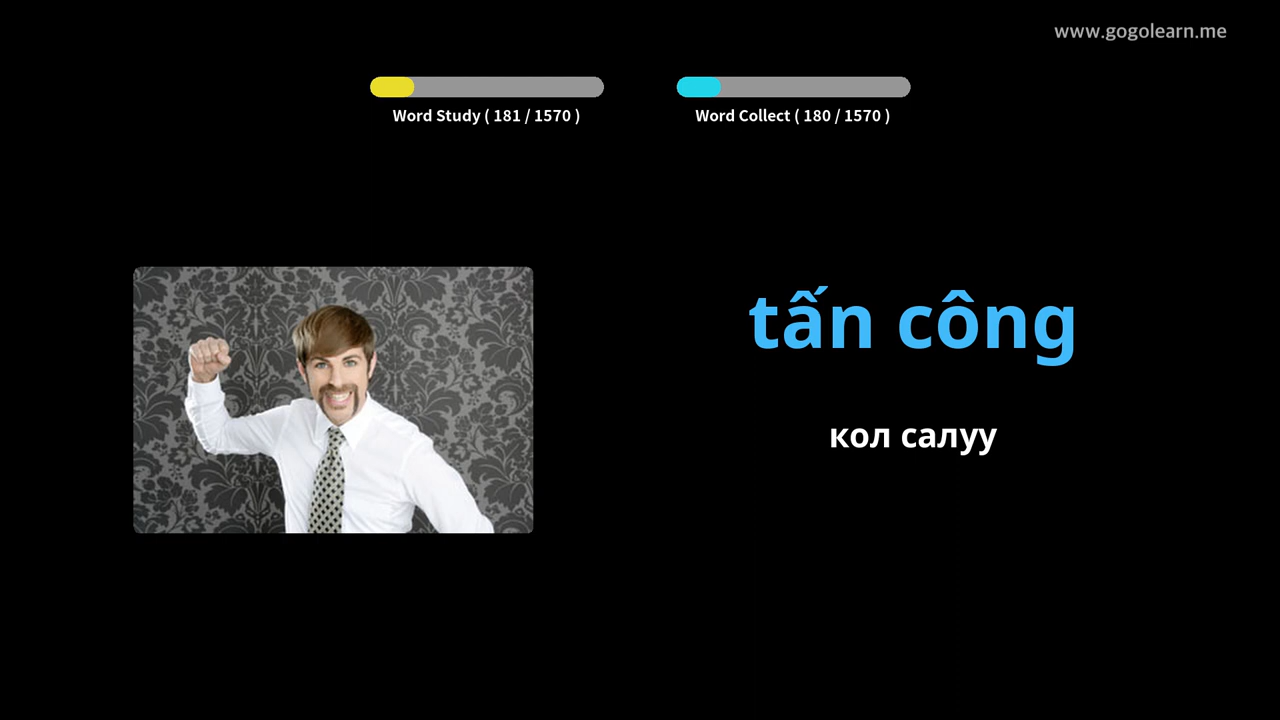 www.gogolearn.me
Word Study ( 181 / 1570 )
Word Collect ( 180 / 1570 )
tấn công
кол салуу